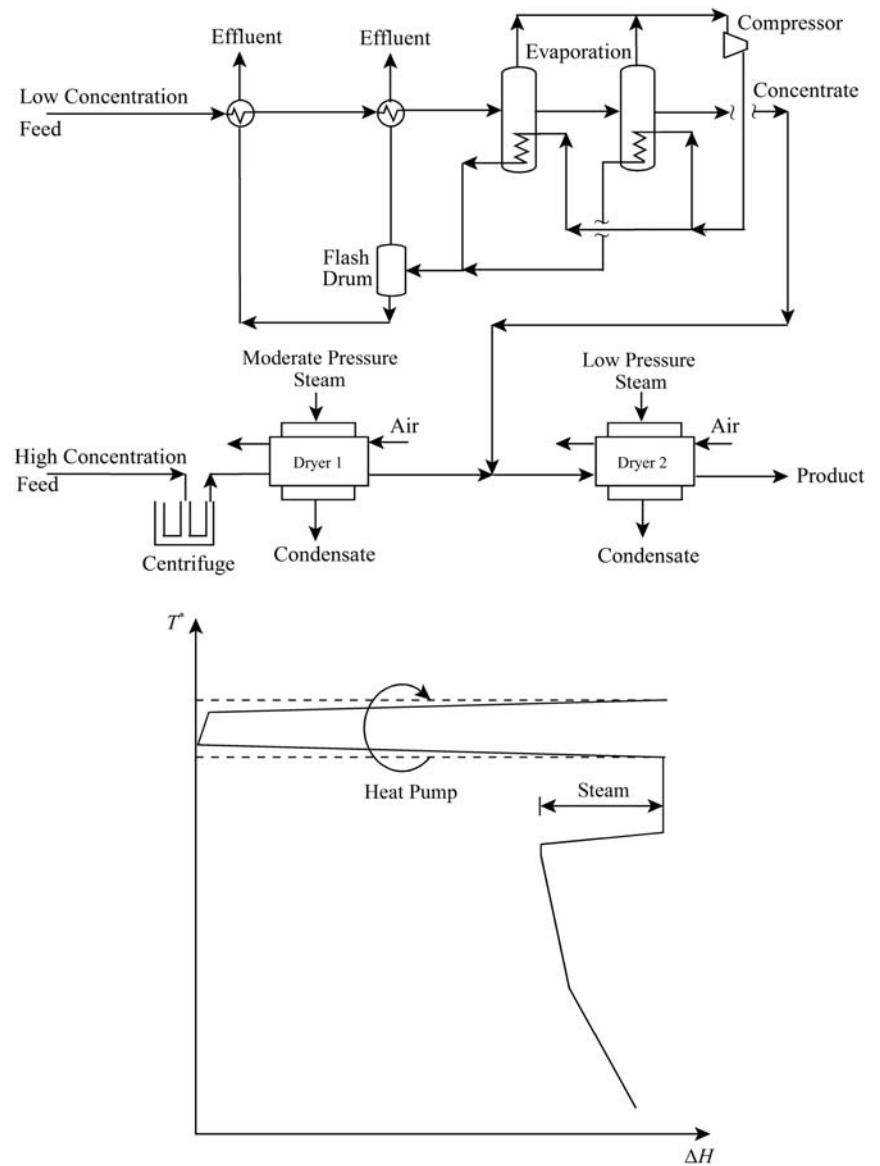 Effluent
Effluent
Compressor
Evaporation
Low Concentration
Feed
Concentrate
Flash
Drum
Moderate Pressure
Steam
Low Pressure
Steam
Air
Air
High Concentration
Feed
Dryer 1
Dryer 2
Product
Centrifuge
Condensate
Condensate
T*
Heat Pump
Steam
ΔH